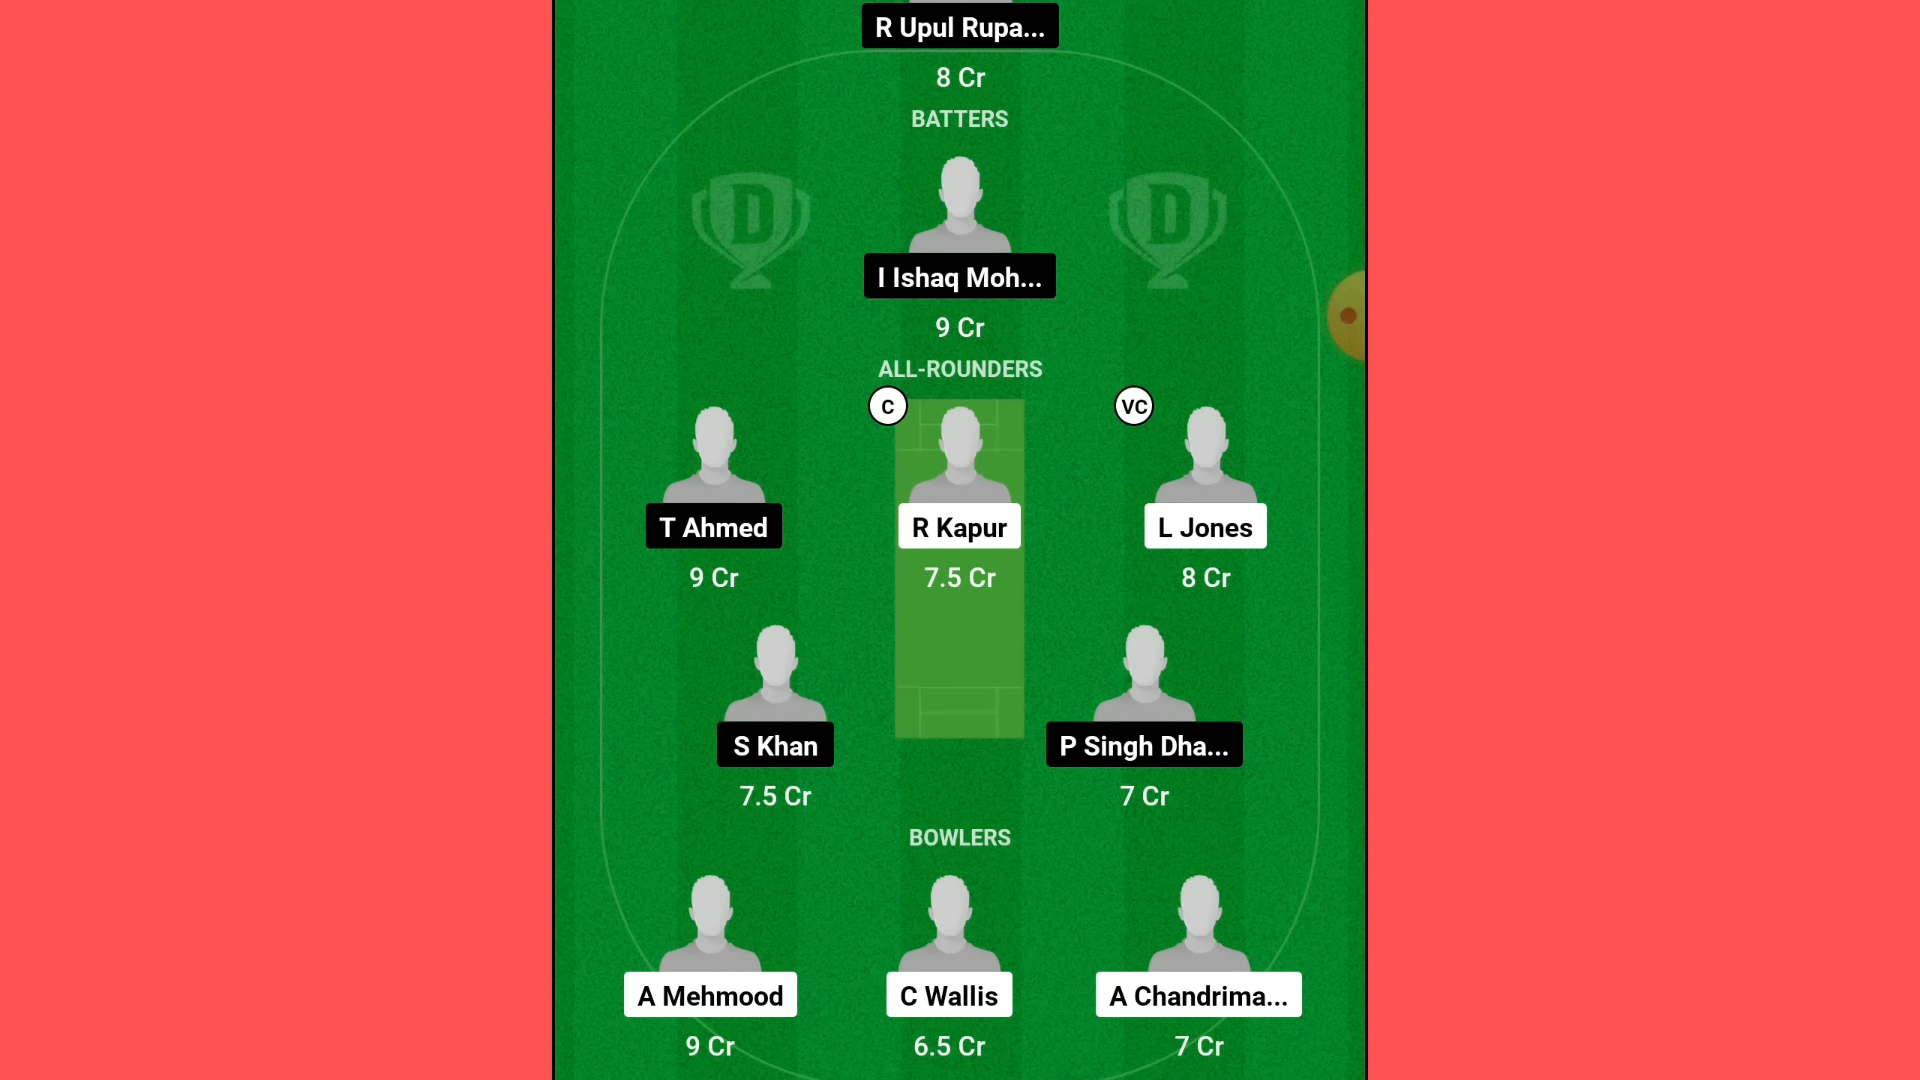 R Upul Rupa...
8 Cr
BATTERS
D D
I Ishaq Moh...
9 Cr
ALL-ROUNDERS
C VC
T Ahmed R Kapur L Jones
9 Cr 7.5 Cr 8 Cr
S Khan P Singh Dha...
7.5 Cr 7 Cr
BOWLERS
A Mehmood C Wallis A Chandrima...
9 Cr 6.5 Cr 7 Cr